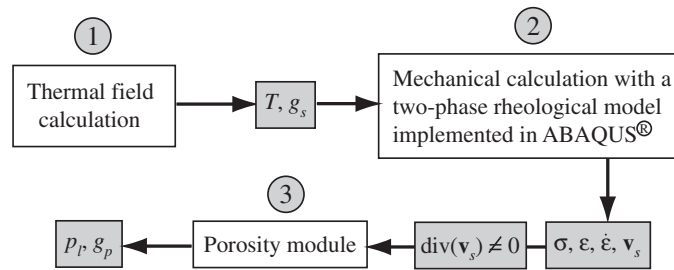 1
2
Thermal field
calculation
T, g_s
Mechanical calculation with a
two-phase rheological model
implemented in ABAQUS®
3
p_l, g_p
Porosity module
div(v_s) ≠ 0
σ, ε, ε̇, v_s